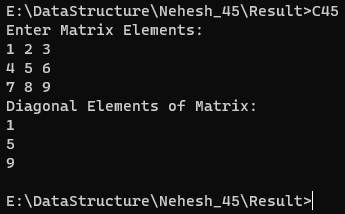 E:\DataStructure\Nehesh_45\Result>C45
Enter Matrix Elements:
1 2 3
4 5 6
7 8 9
Diagonal Elements of Matrix:
1
5
9
E:\DataStructure\Nehesh_45\Result>